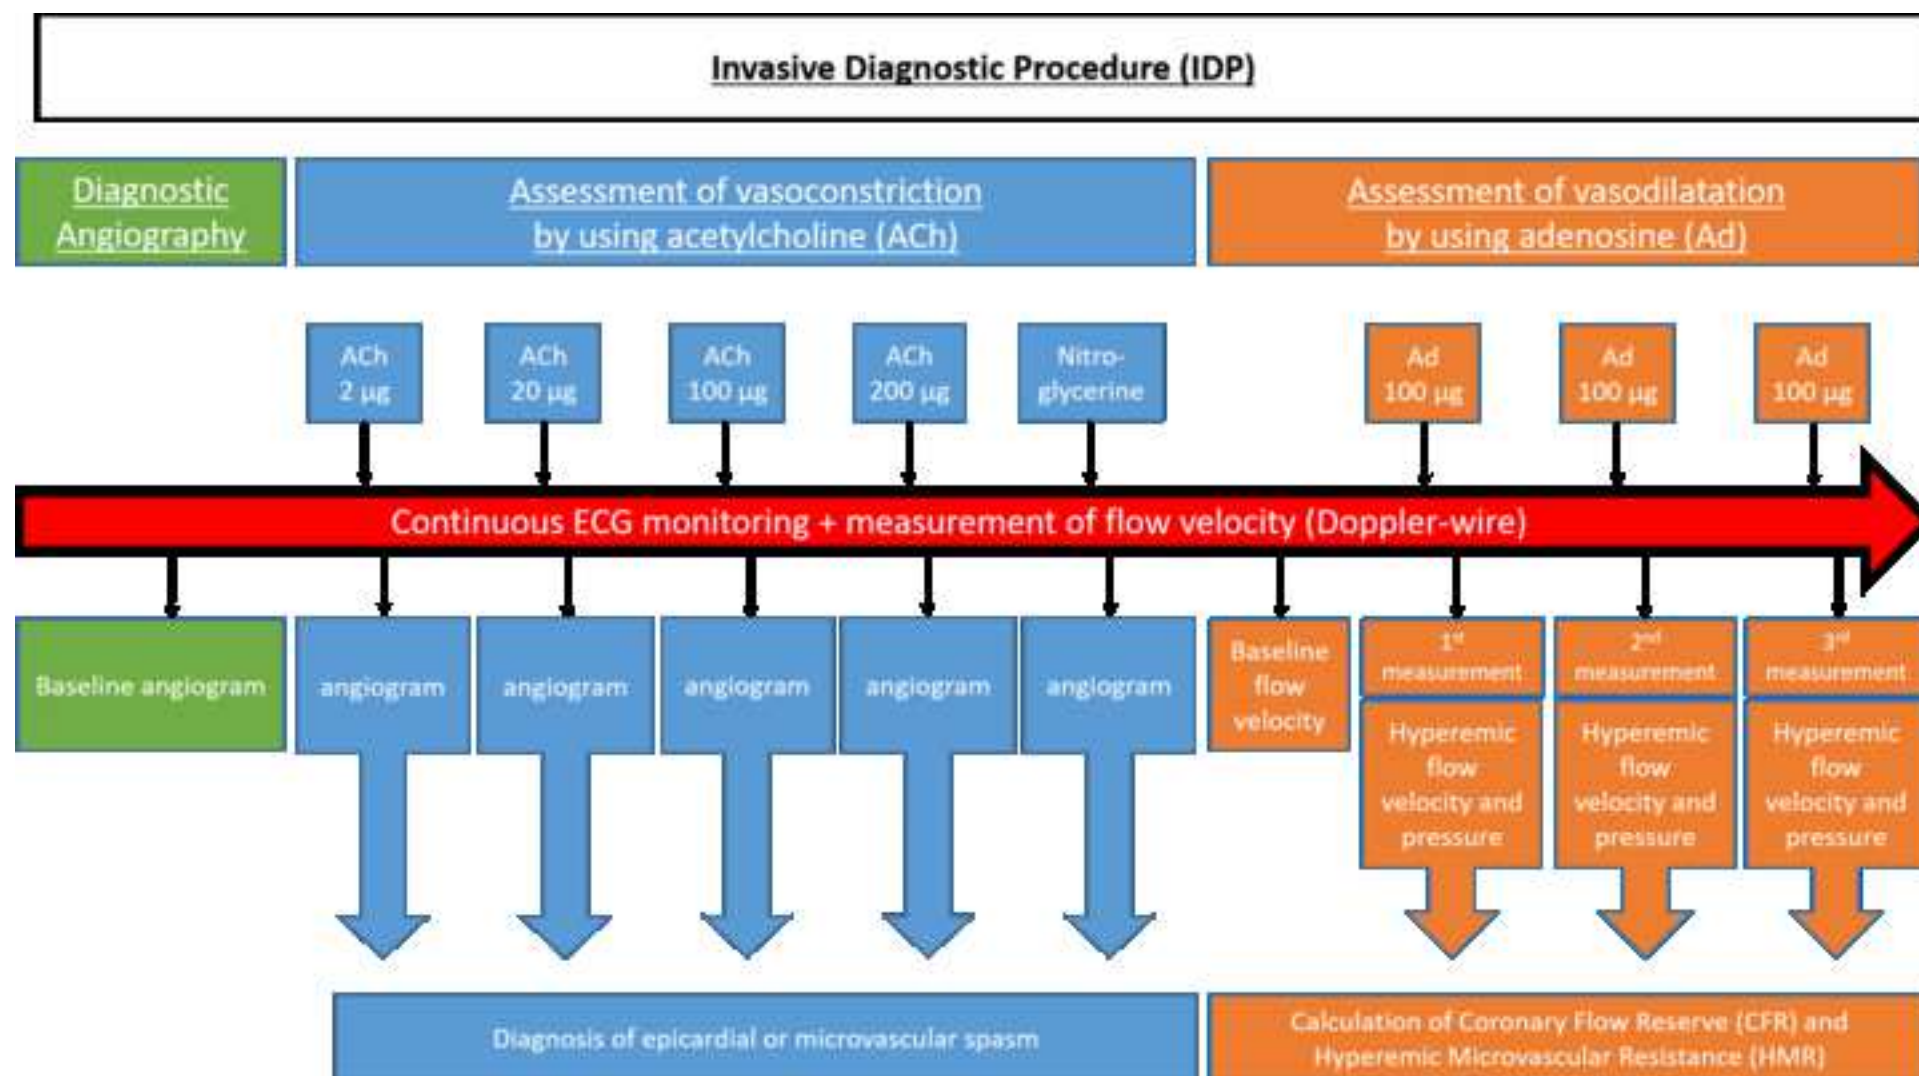 Invasive Diagnostic Procedure (IDP)
Diagnostic
Angiography
Assessment of vasoconstriction
by using acetylcholine (ACh)
Assessment of vasodilatation
by using adenosine (Ad)
ACh
2 µg
ACh
20 µg
ACh
100 µg
ACh
200 µg
Nitro-
glycerine
Ad
100 µg
Ad
100 µg
Ad
100 µg
Continuous ECG monitoring + measurement of flow velocity (Doppler-wire)
Baseline angiogram
angiogram
angiogram
angiogram
angiogram
angiogram
Baseline
flow
velocity
1st
measurement
2nd
measurement
3rd
measurement
Hyperemic
flow
velocity and
pressure
Hyperemic
flow
velocity and
pressure
Hyperemic
flow
velocity and
pressure
Diagnosis of epicardial or microvascular spasm
Calculation of Coronary Flow Reserve (CFR) and
Hyperemic Microvascular Resistance (HMR)